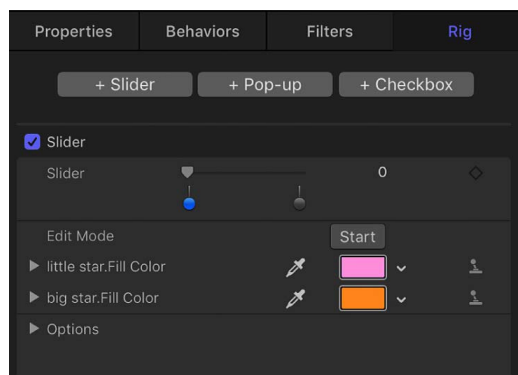 Properties Behaviors Filters Rig
+ Slider + Pop-up + Checkbox
Slider
Slider 0
Edit Mode Start
little star.Fill Color
big star.Fill Color
Options